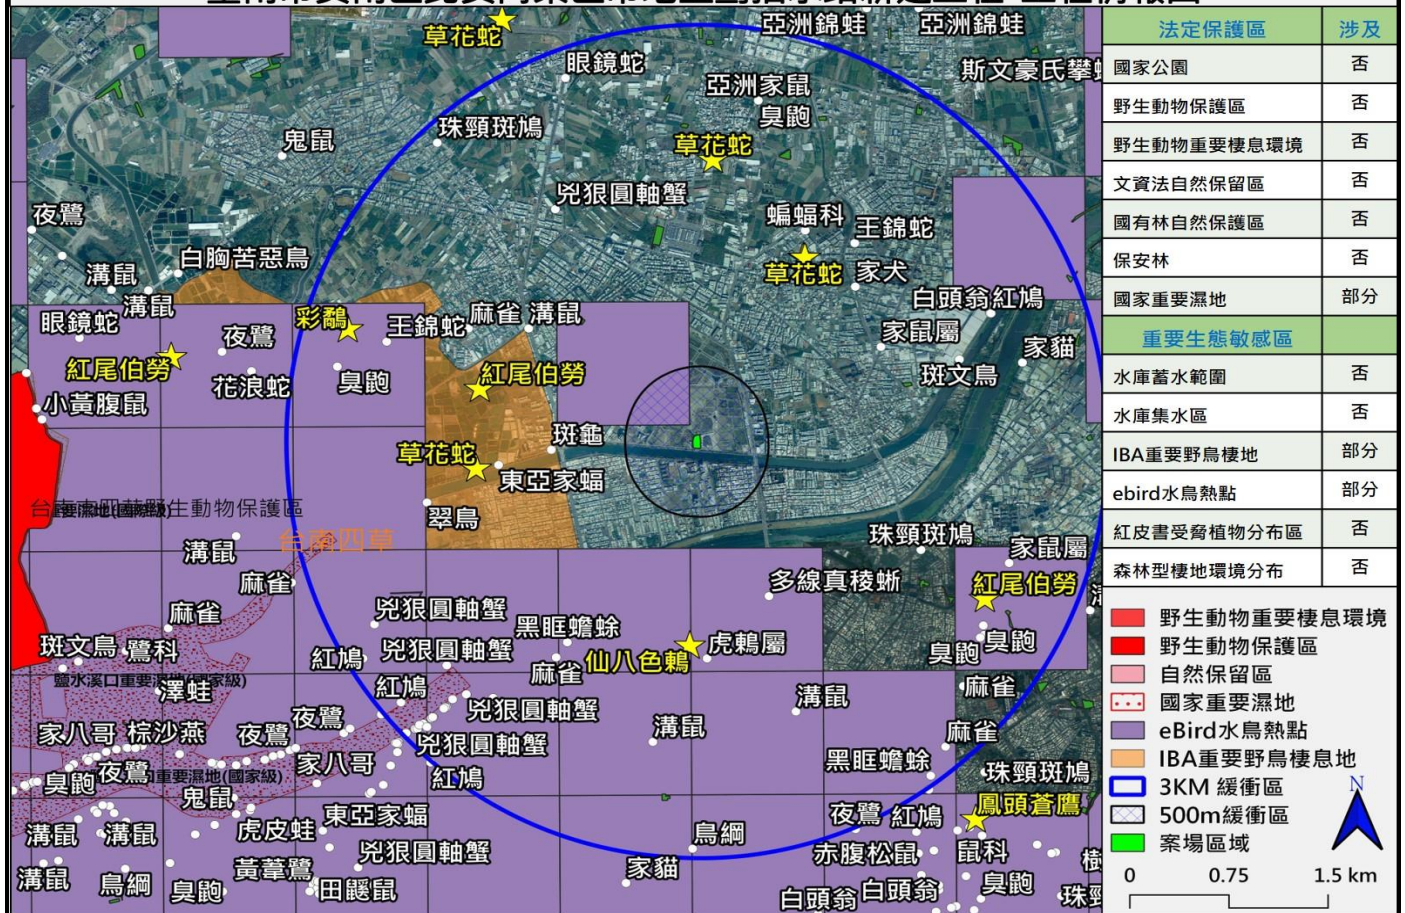 草花蛇
亞洲錦蛙
亞洲錦蛙
眼鏡蛇
斯文豪氏攀
亞洲家鼠
臭鼩
珠頸斑鳩
鬼鼠
草花蛇
兇狠圓軸蟹
夜鷺
蝙蝠科
王錦蛇
白胸苦惡鳥
溝鼠
草花蛇
家犬
溝鼠
白頭翁
紅鳩
眼鏡蛇
彩鷸
王錦蛇
麻雀
溝鼠
夜鷺
家鼠屬
家貓
紅尾伯勞
花浪蛇
臭鼩
紅尾伯勞
斑文鳥
小黃腹鼠
斑龜
草花蛇
東亞家蝠
翠鳥
台南四草
溝鼠
珠頸斑鳩
家鼠屬
麻雀
多線真稜蜥
紅尾伯勞
麻雀
兇狠圓軸蟹
黑眶蟾蜍
斑文鳥
鷺科
紅鳩
兇狠圓軸蟹
麻雀
仙八色鶇
虎鶇屬
臭鼩
臭鼩
鹽水溪口重要濕地(國家級)
澤蛙
紅鳩
溝鼠
麻雀
家八哥
棕沙燕
夜鷺
夜鷺
兇狠圓軸蟹
溝鼠
兇狠圓軸蟹
麻雀
臭鼩
夜鷺
重要濕地(國家級)
家八哥
紅鳩
黑眶蟾蜍
珠頸斑鳩
鬼鼠
溝鼠
溝鼠
虎皮蛙
東亞家蝠
夜鷺
紅鳩
鳳頭蒼鷹
黃葦鷺
兇狠圓軸蟹
鳥綱
赤腹松鼠
鼠科
溝鼠
鳥綱
臭鼩
田鼷鼠
家貓
白頭翁
白頭翁
臭鼩
法定保護區 涉及
國家公園 否
野生動物保護區 否
野生動物重要棲息環境 否
文資法自然保留區 否
國有林自然保護區 否
保安林 否
國家重要濕地 部分
重要生態敏感區
水庫蓄水範圍 否
水庫集水區 否
IBA重要野鳥棲地 部分
ebird水鳥熱點 部分
紅皮書受脅植物分布區 否
森林型棲地環境分布 否
野生動物重要棲息環境
野生動物保護區
自然保留區
國家重要濕地
eBird水鳥熱點
IBA重要野鳥棲息地
3KM 緩衝區
500m緩衝區
案場區域
N
0 0.75 1.5 km